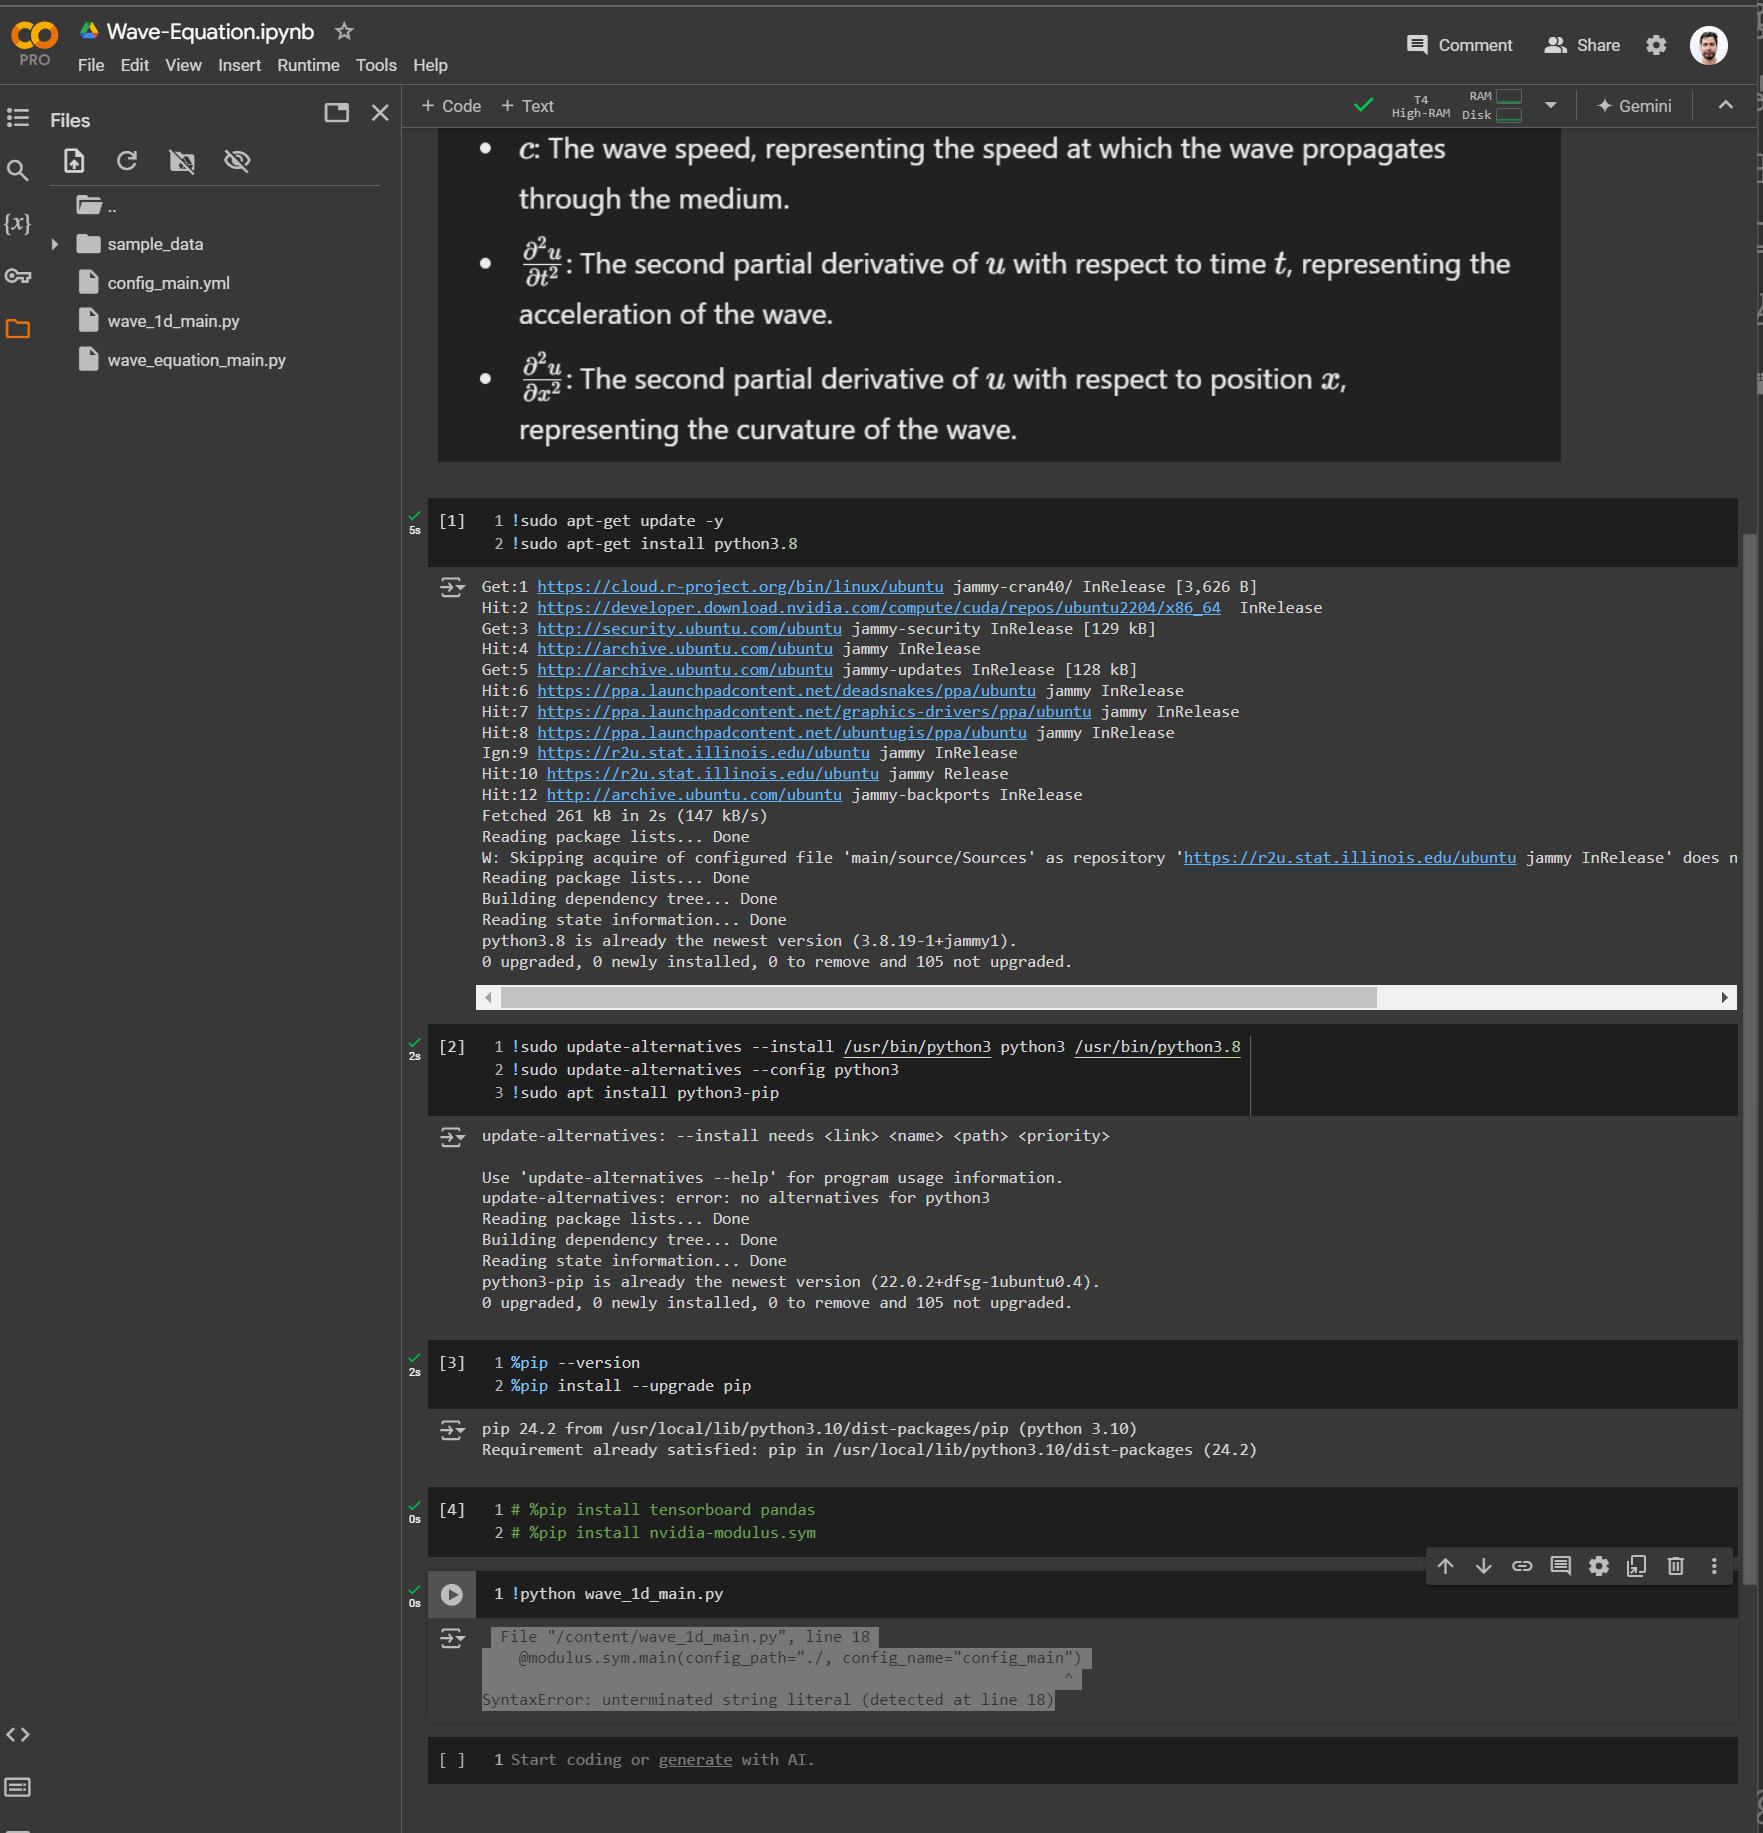 CO PRO
Wave-Equation.ipynb
File Edit View Insert Runtime Tools Help
Comment Share
Files
+ Code + Text
T4 High-RAM
RAM
Disk
Gemini
{x}
..
sample_data
config_main.yml
wave_1d_main.py
wave_equation_main.py
• c: The wave speed, representing the speed at which the wave propagates
through the medium.
• ∂²u/∂t²: The second partial derivative of u with respect to time t, representing the
acceleration of the wave.
• ∂²u/∂x²: The second partial derivative of u with respect to position x,
representing the curvature of the wave.
5s
[1] 1 !sudo apt-get update -y
2 !sudo apt-get install python3.8
Get:1 https://cloud.r-project.org/bin/linux/ubuntu jammy-cran40/ InRelease [3,626 B]
Hit:2 https://developer.download.nvidia.com/compute/cuda/repos/ubuntu2204/x86_64  InRelease
Get:3 http://security.ubuntu.com/ubuntu jammy-security InRelease [129 kB]
Hit:4 http://archive.ubuntu.com/ubuntu jammy InRelease
Get:5 http://archive.ubuntu.com/ubuntu jammy-updates InRelease [128 kB]
Hit:6 https://ppa.launchpadcontent.net/deadsnakes/ppa/ubuntu jammy InRelease
Hit:7 https://ppa.launchpadcontent.net/graphics-drivers/ppa/ubuntu jammy InRelease
Hit:8 https://ppa.launchpadcontent.net/ubuntugis/ppa/ubuntu jammy InRelease
Ign:9 https://r2u.stat.illinois.edu/ubuntu jammy InRelease
Hit:10 https://r2u.stat.illinois.edu/ubuntu jammy Release
Hit:12 http://archive.ubuntu.com/ubuntu jammy-backports InRelease
Fetched 261 kB in 2s (147 kB/s)
Reading package lists... Done
W: Skipping acquire of configured file 'main/source/Sources' as repository 'https://r2u.stat.illinois.edu/ubuntu jammy InRelease' does n
Reading package lists... Done
Building dependency tree... Done
Reading state information... Done
python3.8 is already the newest version (3.8.19-1+jammy1).
0 upgraded, 0 newly installed, 0 to remove and 105 not upgraded.
2s
[2] 1 !sudo update-alternatives --install /usr/bin/python3 python3 /usr/bin/python3.8
2 !sudo update-alternatives --config python3
3 !sudo apt install python3-pip
update-alternatives: --install needs <link> <name> <path> <priority>
Use 'update-alternatives --help' for program usage information.
update-alternatives: error: no alternatives for python3
Reading package lists... Done
Building dependency tree... Done
Reading state information... Done
python3-pip is already the newest version (22.0.2+dfsg-1ubuntu0.4).
0 upgraded, 0 newly installed, 0 to remove and 105 not upgraded.
2s
[3] 1 %pip --version
2 %pip install --upgrade pip
pip 24.2 from /usr/local/lib/python3.10/dist-packages/pip (python 3.10)
Requirement already satisfied: pip in /usr/local/lib/python3.10/dist-packages (24.2)
0s
[4] 1 # %pip install tensorboard pandas
2 # %pip install nvidia-modulus.sym
0s
1 !python wave_1d_main.py
File "/content/wave_1d_main.py", line 18
@modulus.sym.main(config_path="./, config_name="config_main")
^
SyntaxError: unterminated string literal (detected at line 18)
[ ] 1 Start coding or generate with AI.